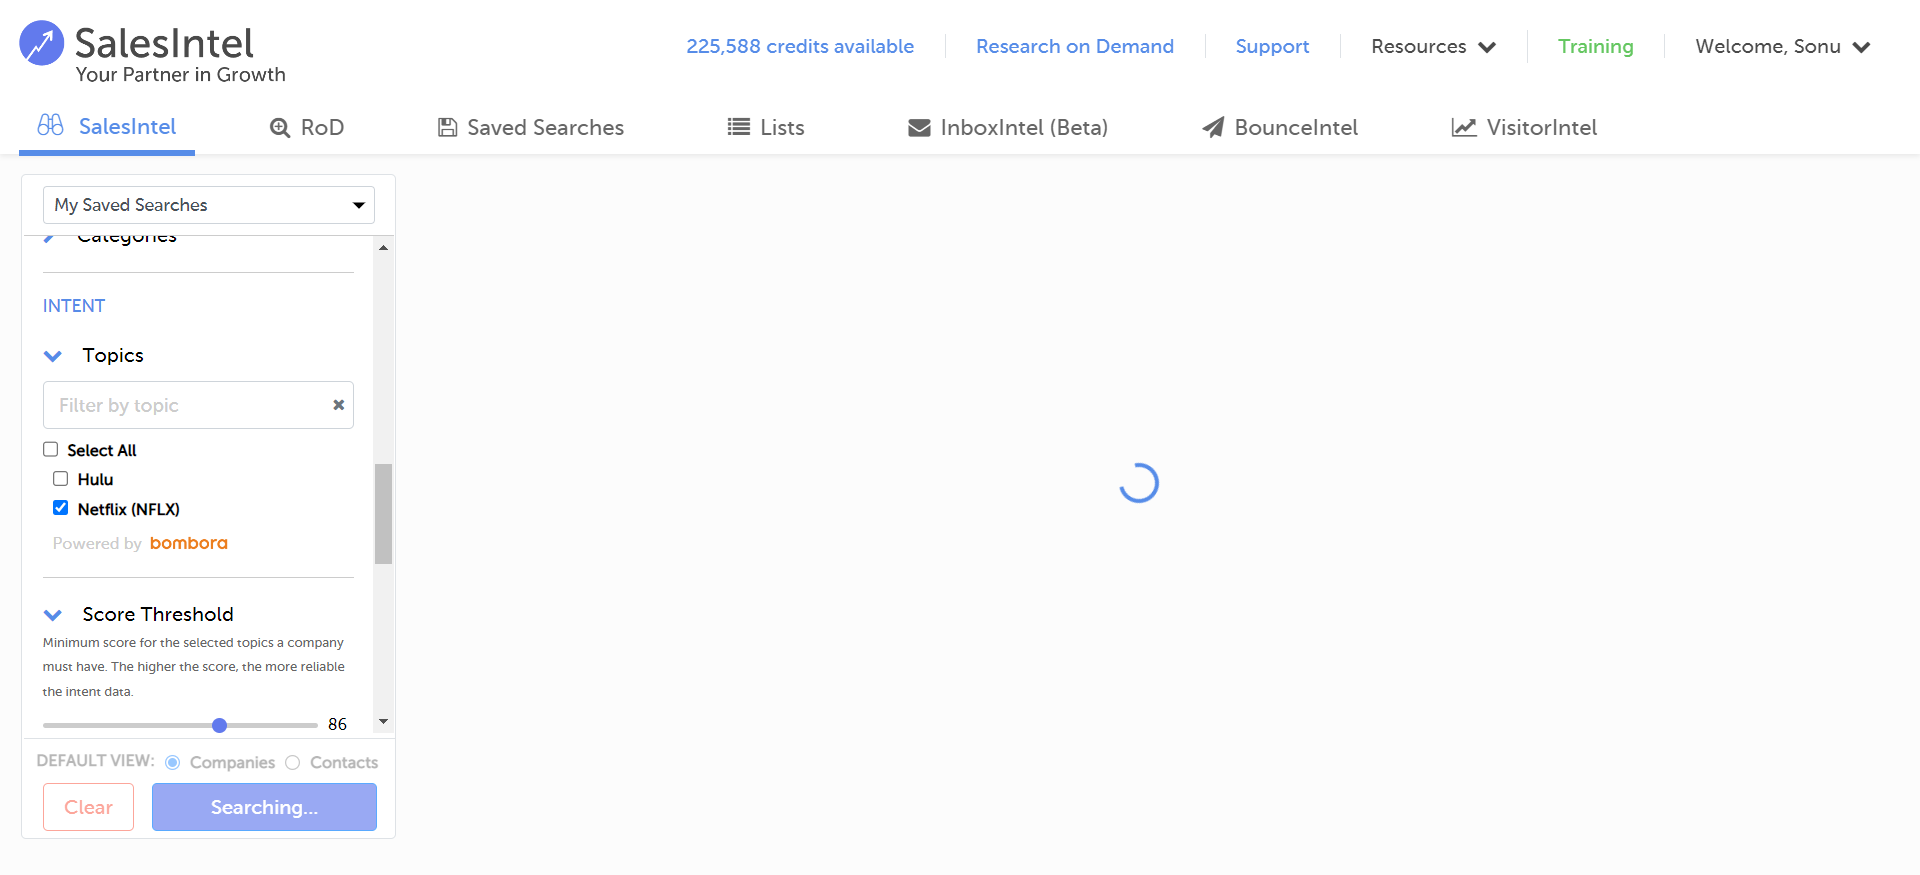 SalesIntel
Your Partner in Growth
225,588 credits available
Research on Demand
Support
Resources
Training
Welcome, Sonu
SalesIntel
RoD
Saved Searches
Lists
InboxIntel (Beta)
BounceIntel
VisitorIntel
My Saved Searches
Categories
INTENT
Topics
Filter by topic
Select All
Hulu
Netflix (NFLX)
Powered by bombora
Score Threshold
Minimum score for the selected topics a company
must have. The higher the score, the more reliable
the intent data.
86
DEFAULT VIEW: Companies Contacts
Clear
Searching...